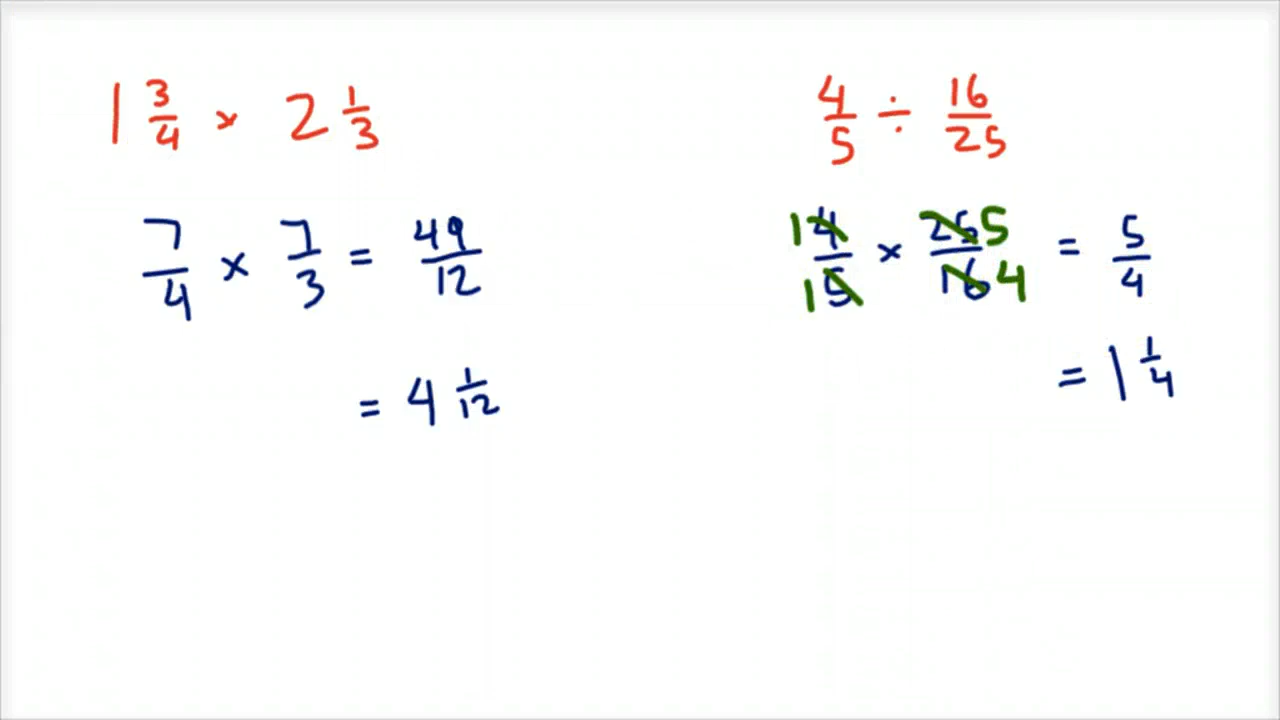 1 3/4 × 2 1/3
7/4 × 7/3 = 49/12
= 4 1/12
4/5 ÷ 16/25
1 4/1 5 × 25 5/16 4 = 5/4
= 1 1/4